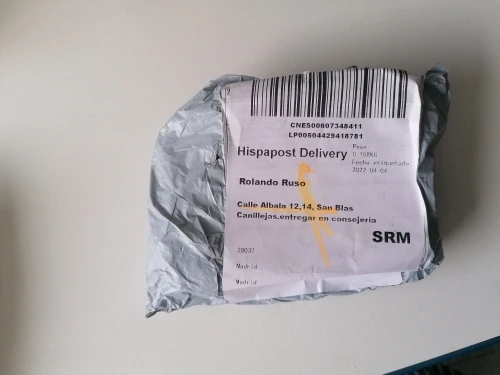 CNES00607348411
LP00504429418781
Hispapost Delivery
Peso:
0.198KG
Fecha etiquetado:
2022-04-04
Rolando Ruso
Calle Albala 12,14, San Blas
Canillejas.entregar en consejeria
SRM
28037
Madrid
Madrid